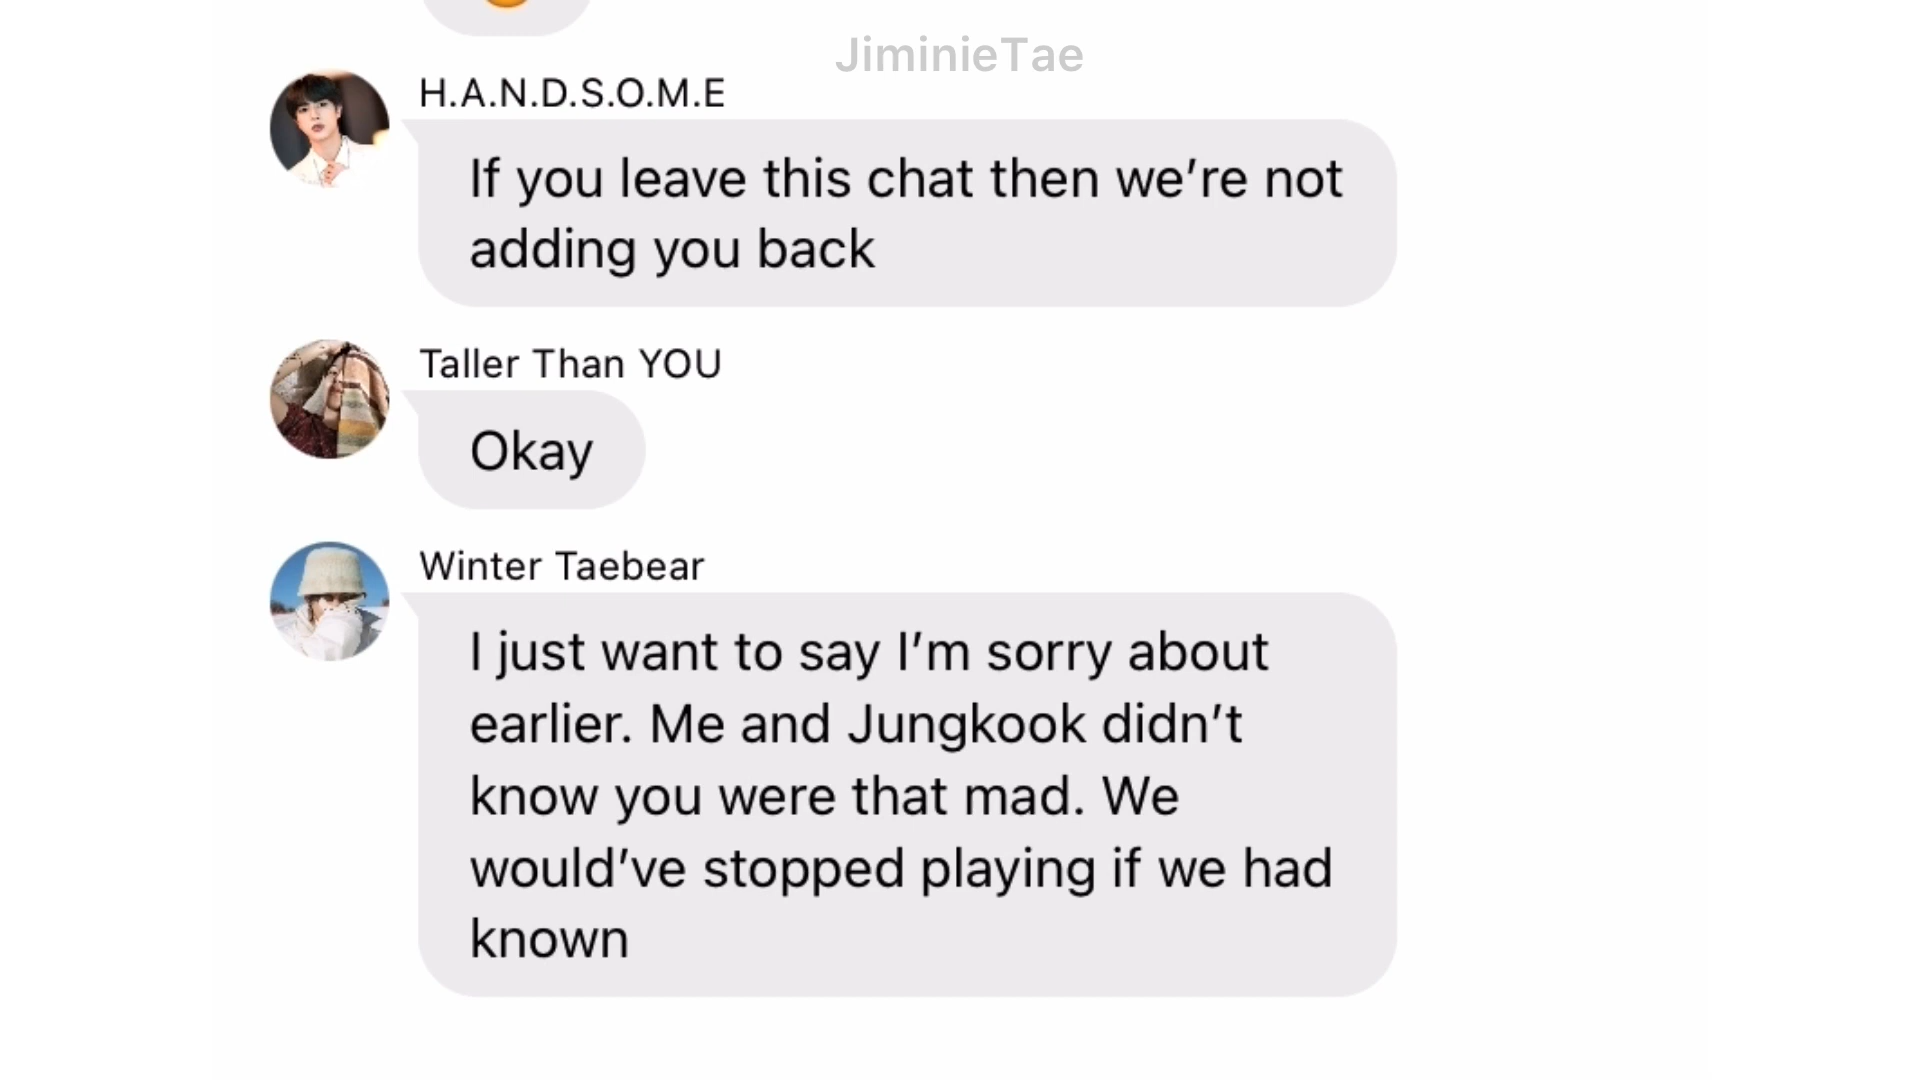 JiminieTae
H.A.N.D.S.O.M.E
If you leave this chat then we’re not
adding you back
Taller Than YOU
Okay
Winter Taebear
I just want to say I’m sorry about
earlier. Me and Jungkook didn’t
know you were that mad. We
would’ve stopped playing if we had
known